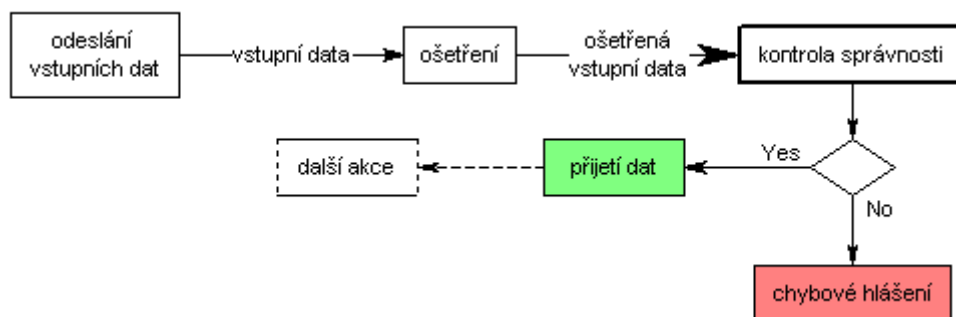 odeslání
vstupních dat
vstupní data
ošetření
ošetřená
vstupní data
kontrola správnosti
další akce
přijetí dat
Yes
No
chybové hlášení